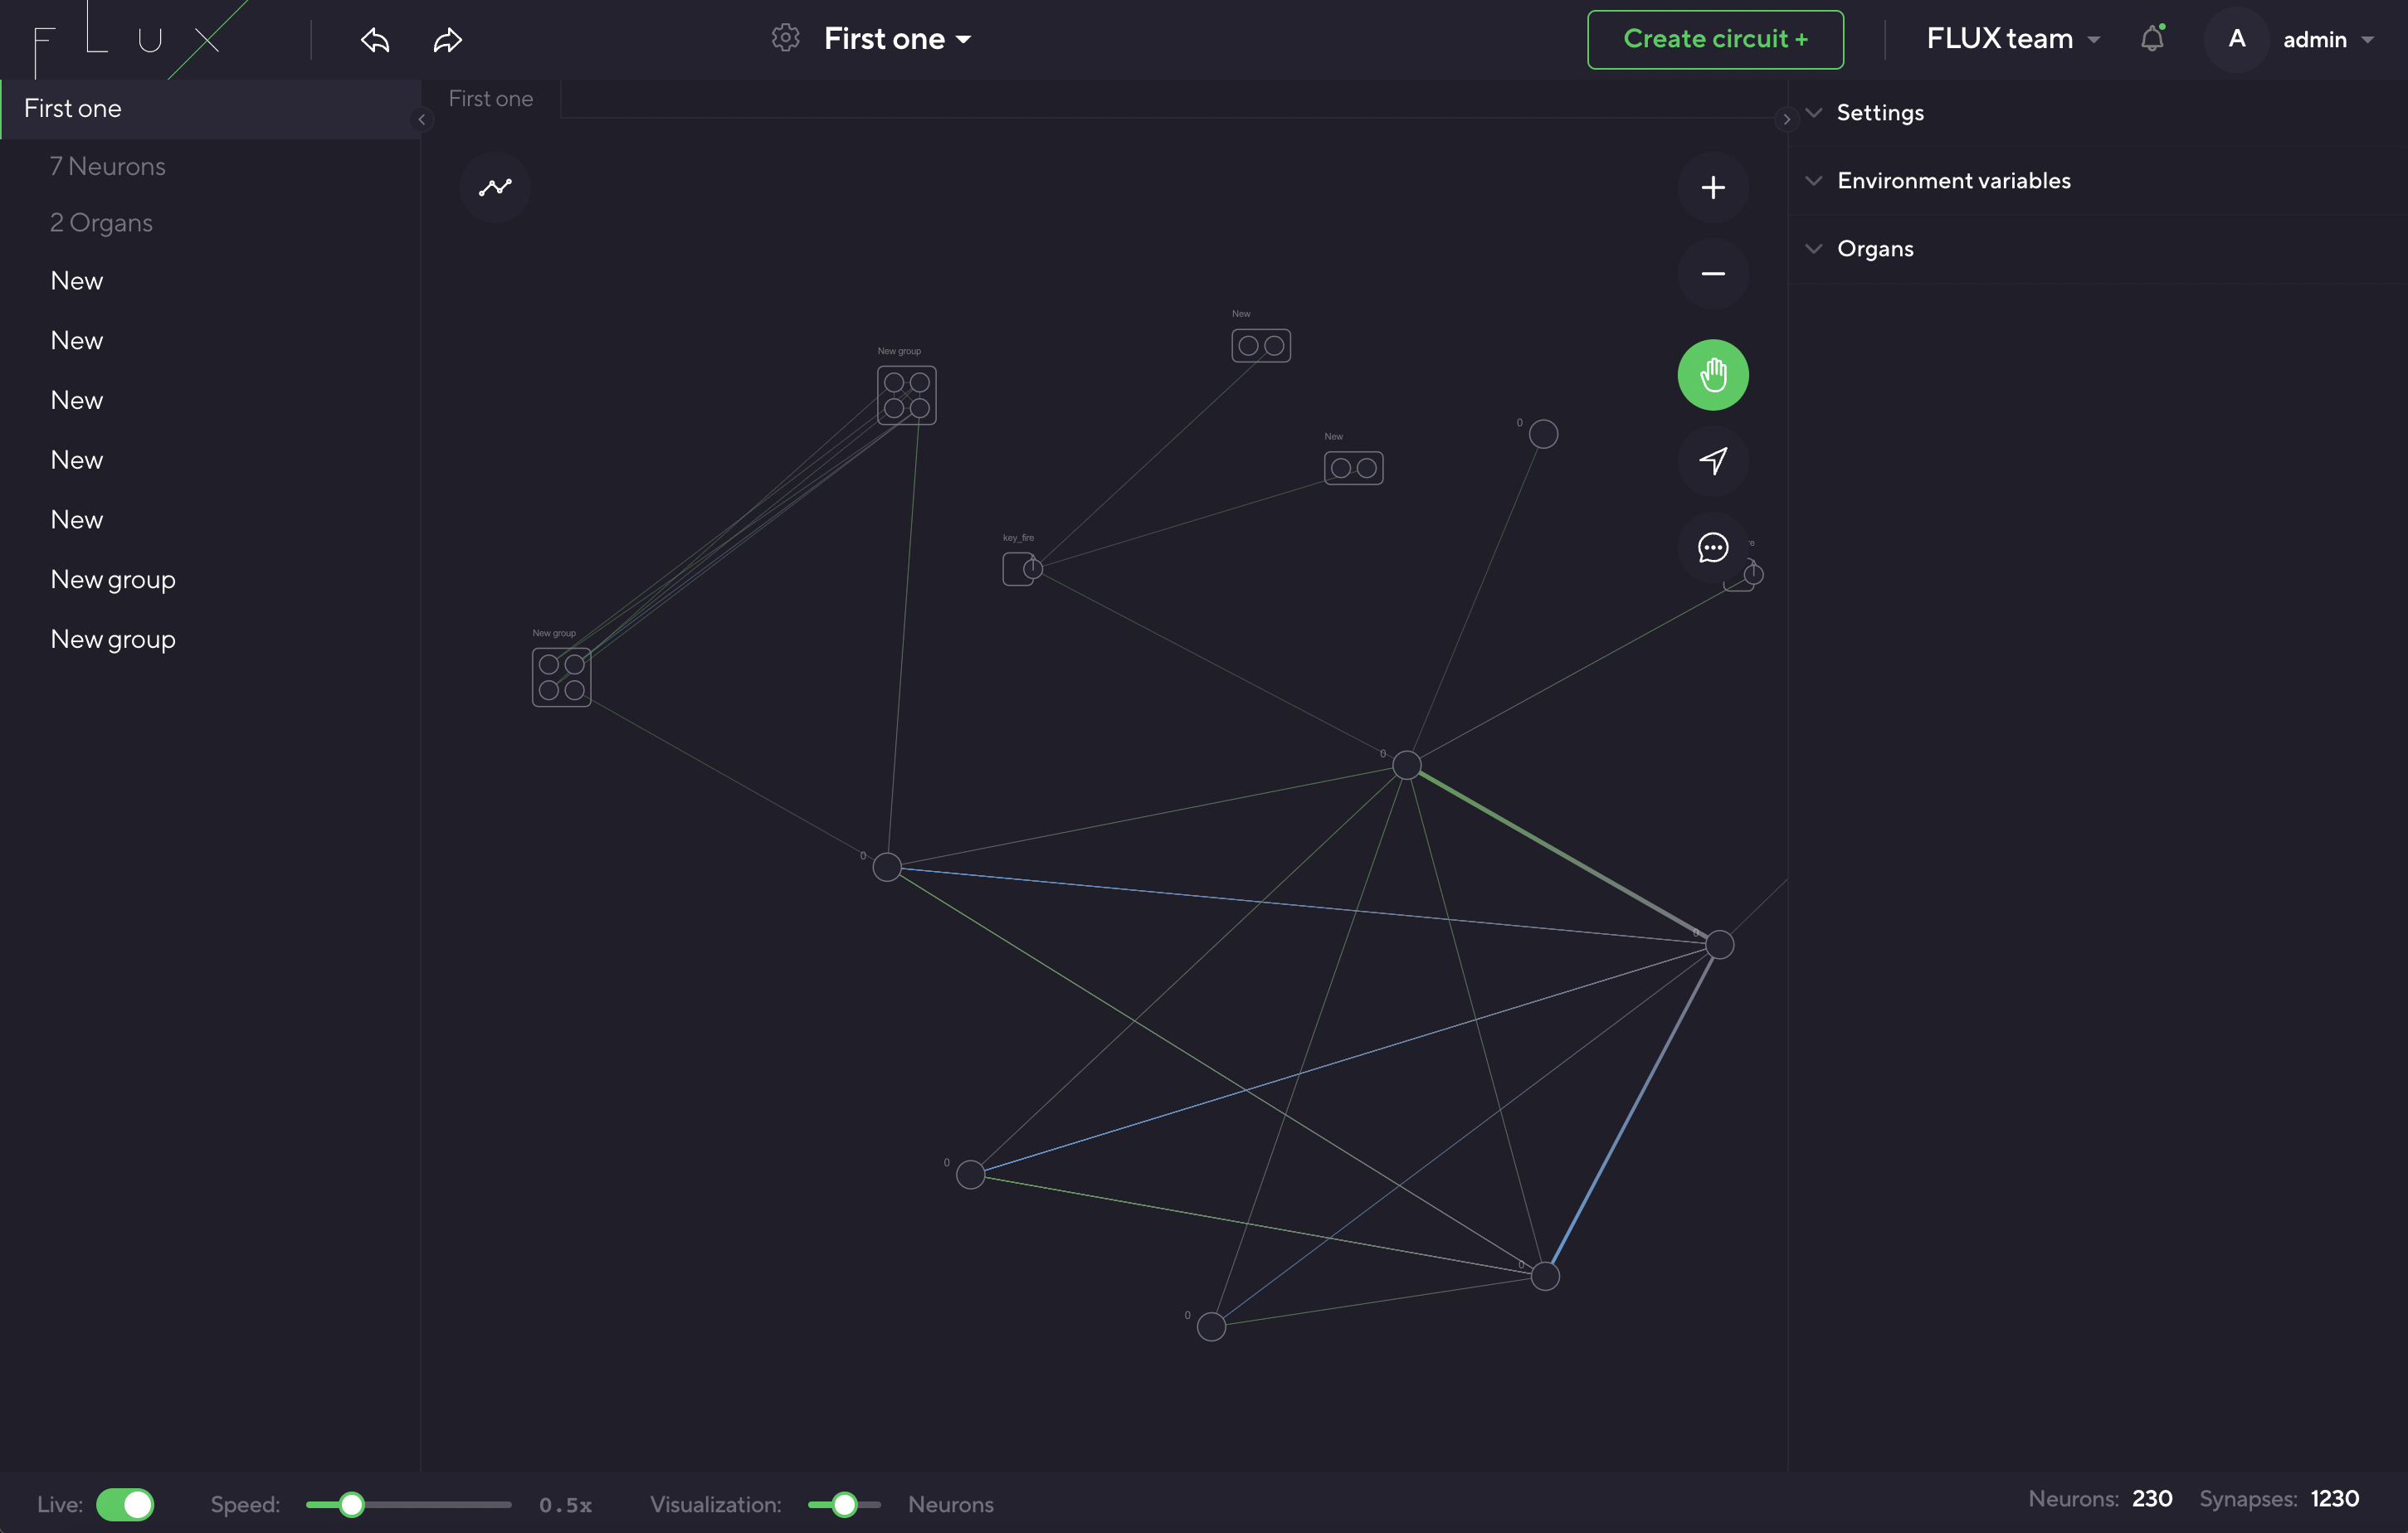 FLUX
First one
Create circuit +
FLUX team
A
admin
First one
7 Neurons
2 Organs
New
New
New
New
New
New group
New group
First one
New
New group
0
New
key_fire
New group
0
0
0
0
0
0
Settings
Environment variables
Organs
Live:
Speed:
0.5x
Visualization:
Neurons
Neurons: 230
Synapses: 1230